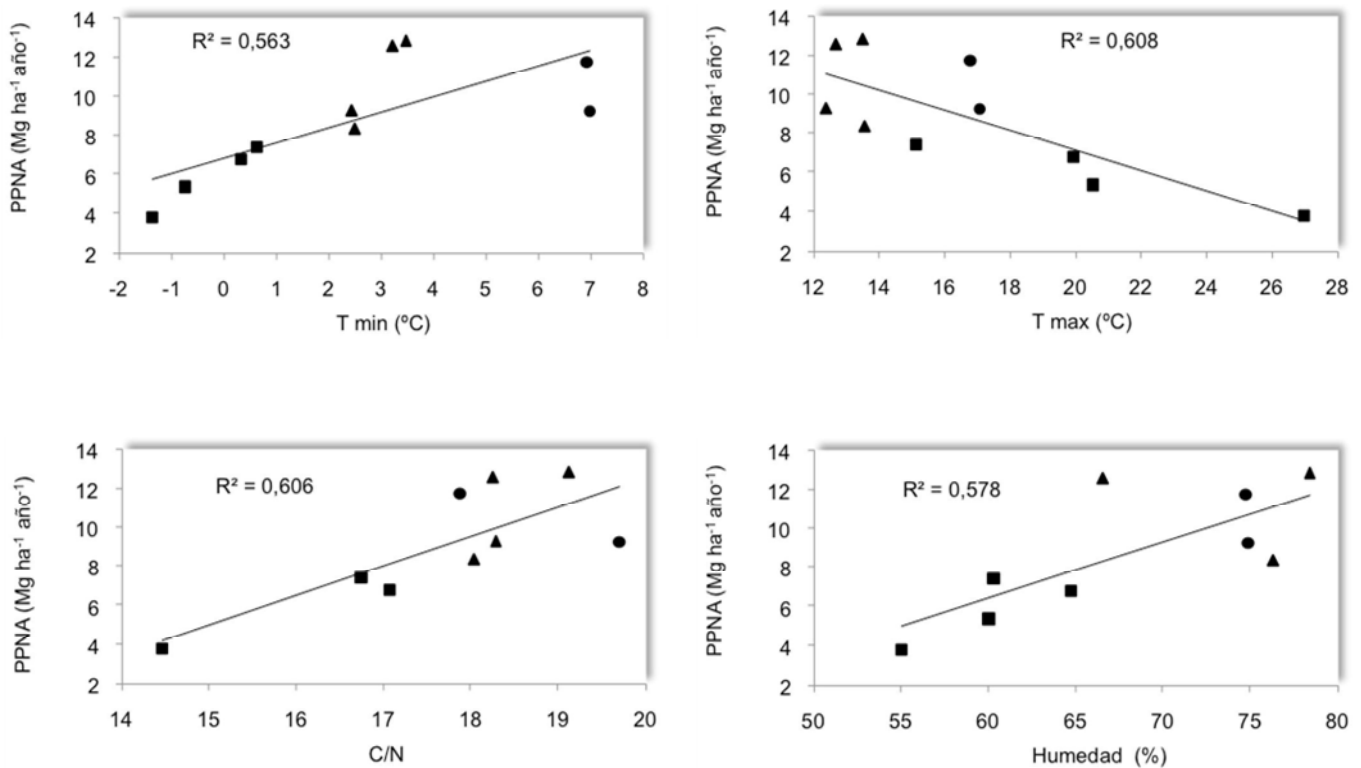 PPNA (Mg ha⁻¹ año⁻¹)
14
12
10
8
6
4
2
R² = 0,563
-2 -1 0 1 2 3 4 5 6 7 8
T min (ºC)
PPNA (Mg ha⁻¹ año⁻¹)
14
12
10
8
6
4
2
R² = 0,608
12 14 16 18 20 22 24 26 28
T max (ºC)
PPNA (Mg ha⁻¹ año⁻¹)
14
12
10
8
6
4
2
R² = 0,606
14 15 16 17 18 19 20
C/N
PPNA (Mg ha⁻¹ año⁻¹)
14
12
10
8
6
4
2
R² = 0,578
50 55 60 65 70 75 80
Humedad (%)